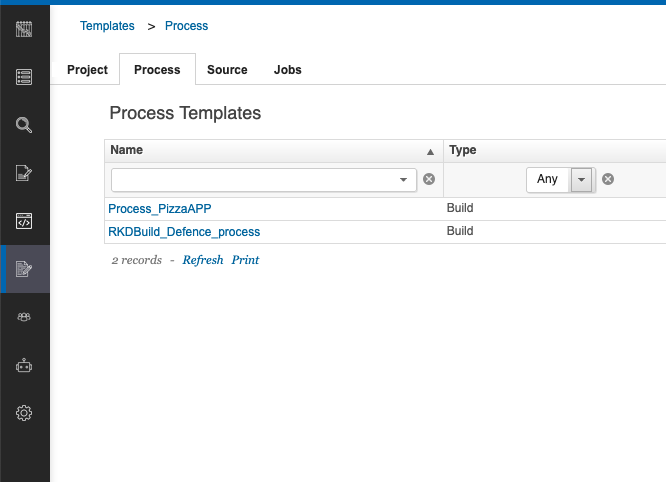 Templates > Process
Project Process Source Jobs
Process Templates
Name ▲ Type
Any
Process_PizzaAPP Build
RKDBuild_Defence_process Build
2 records - Refresh Print